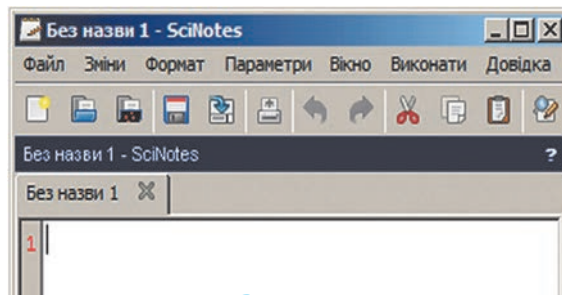 Без назви 1 - SciNotes
Файл Зміни Формат Параметри Вікно Виконати Довідка
Без назви 1 - SciNotes ?
Без назви 1
1